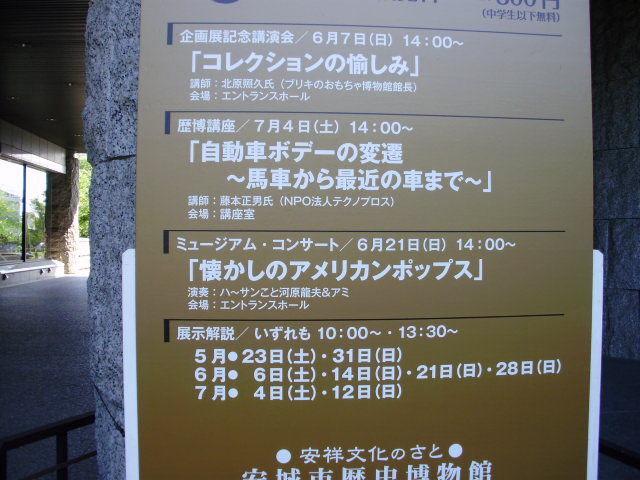 (中学生以下無料)
企画展記念講演会／6月7日(日) 14:00～
「コレクションの愉しみ」
講師：北原照久氏（ブリキのおもちゃ博物館館長）
会場：エントランスホール
歴博講座／7月4日(土) 14:00～
「自動車ボデーの変遷
～馬車から最近の車まで～」
講師：藤本正男氏（NPO法人テクノプロス）
会場：講座室
ミュージアム・コンサート／6月21日(日) 14:00～
「懐かしのアメリカンポップス」
演奏：ハ～サンこと河原龍夫&アミ
会場：エントランスホール
展示解説／いずれも 10:00～・13:30～
5月●23日(土)・31日(日)
6月● 6日(土)・14日(日)・21日(日)・28日(日)
7月● 4日(土)・12日(日)
●安祥文化のさと●
安城市歴史博物館